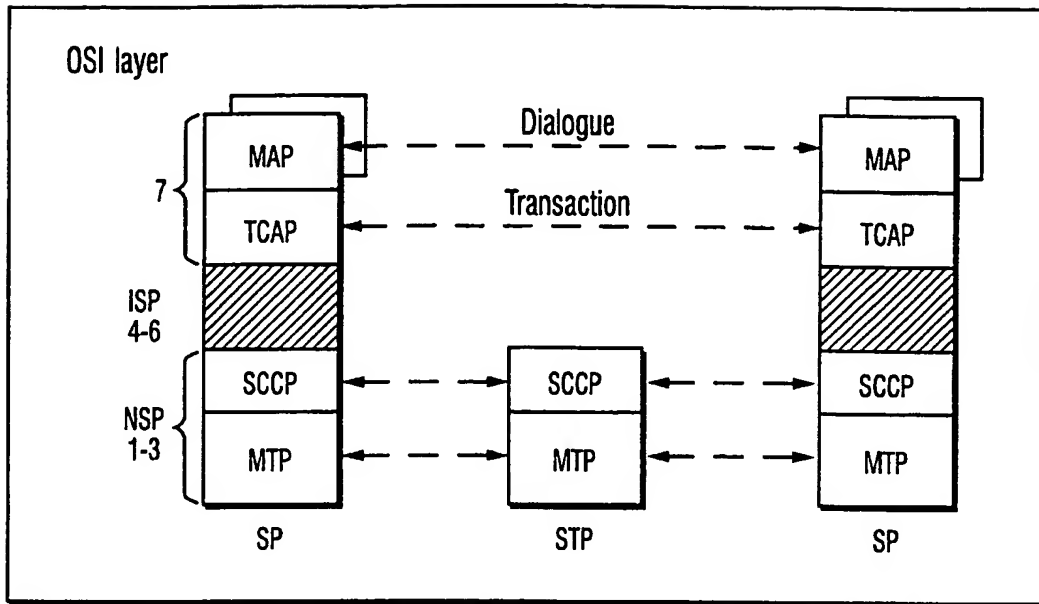 OSI layer
Dialogue
MAP
MAP
7
Transaction
TCAP
TCAP
ISP
4-6
SCCP
SCCP
SCCP
NSP
1-3
MTP
MTP
MTP
SP
STP
SP